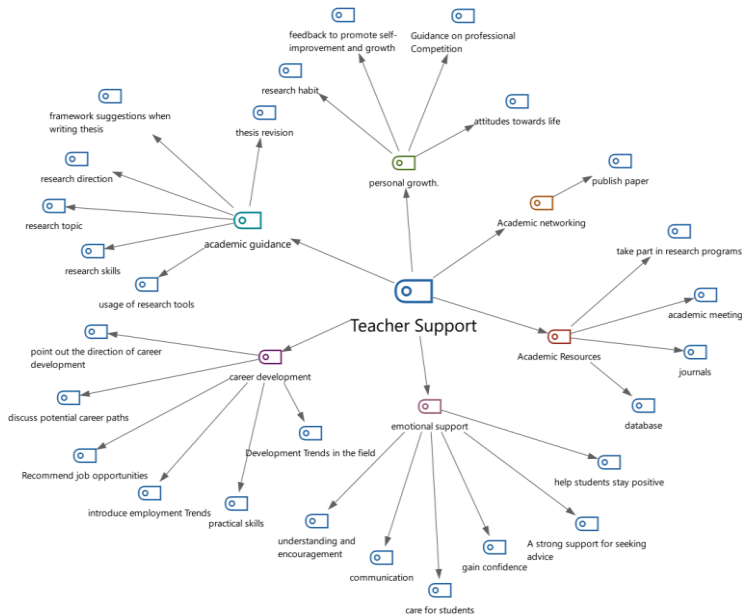 feedback to promote self-
improvement and growth
Guidance on professional
Competition
research habit
attitudes towards life
personal growth.
framework suggestions when
writing thesis
thesis revision
research direction
research topic
research skills
usage of research tools
academic guidance
publish paper
Academic networking
take part in research programs
academic meeting
journals
database
Academic Resources
Teacher Support
point out the direction of career
development
career development
discuss potential career paths
Recommend job opportunities
introduce employment Trends
practical skills
Development Trends in the field
emotional support
help students stay positive
A strong support for seeking
advice
gain confidence
understanding and
encouragement
communication
care for students